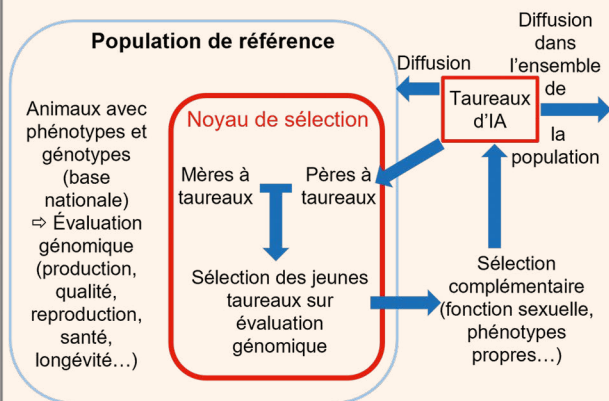 Population de référence
Animaux avec
phénotypes et
génotypes
(base
nationale)
⇨ Évaluation
génomique
(production,
qualité,
reproduction,
santé,
longévité…)
Noyau de sélection
Mères à
taureaux
Pères à
taureaux
Sélection des jeunes
taureaux sur
évaluation
génomique
Diffusion
Taureaux
d’IA
Diffusion
dans
l’ensemble
de
la
population
Sélection
complémentaire
(fonction sexuelle,
phénotypes
propres…)